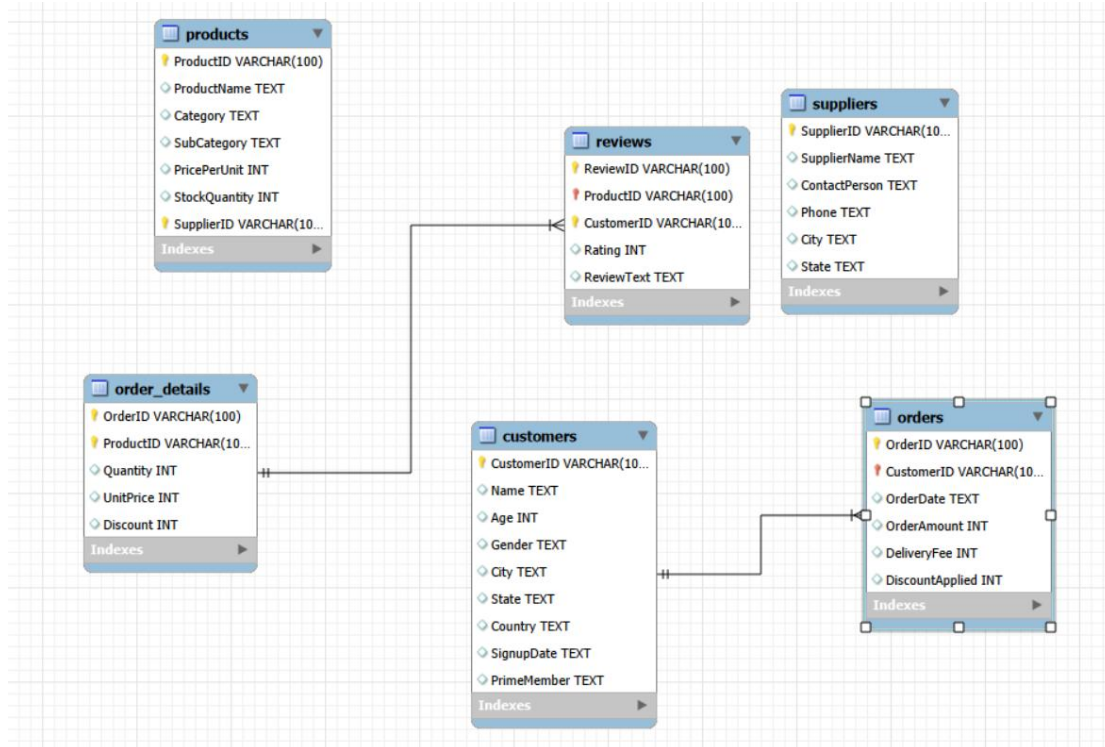 products
ProductID VARCHAR(100)
ProductName TEXT
Category TEXT
SubCategory TEXT
PricePerUnit INT
StockQuantity INT
SupplierID VARCHAR(10...
Indexes
reviews
ReviewID VARCHAR(100)
ProductID VARCHAR(100)
CustomerID VARCHAR(10...
Rating INT
ReviewText TEXT
Indexes
suppliers
SupplierID VARCHAR(10...
SupplierName TEXT
ContactPerson TEXT
Phone TEXT
City TEXT
State TEXT
Indexes
order_details
OrderID VARCHAR(100)
ProductID VARCHAR(10...
Quantity INT
UnitPrice INT
Discount INT
Indexes
customers
CustomerID VARCHAR(10...
Name TEXT
Age INT
Gender TEXT
City TEXT
State TEXT
Country TEXT
SignupDate TEXT
PrimeMember TEXT
Indexes
orders
OrderID VARCHAR(100)
CustomerID VARCHAR(10...
OrderDate TEXT
OrderAmount INT
DeliveryFee INT
DiscountApplied INT
Indexes